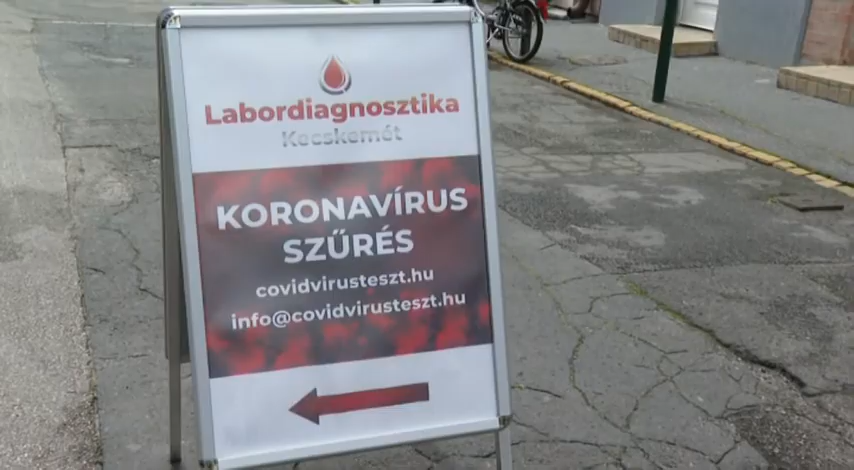 Labordiagnosztika
Kecskemét
KORONAVÍRUS
SZŰRÉS
covidvirusteszt.hu
info@covidvirusteszt.hu